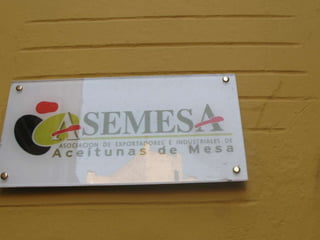 ASEMESA
ASOCIACION DE EXPORTADORES E INDUSTRIALES DE
Aceitunas de Mesa